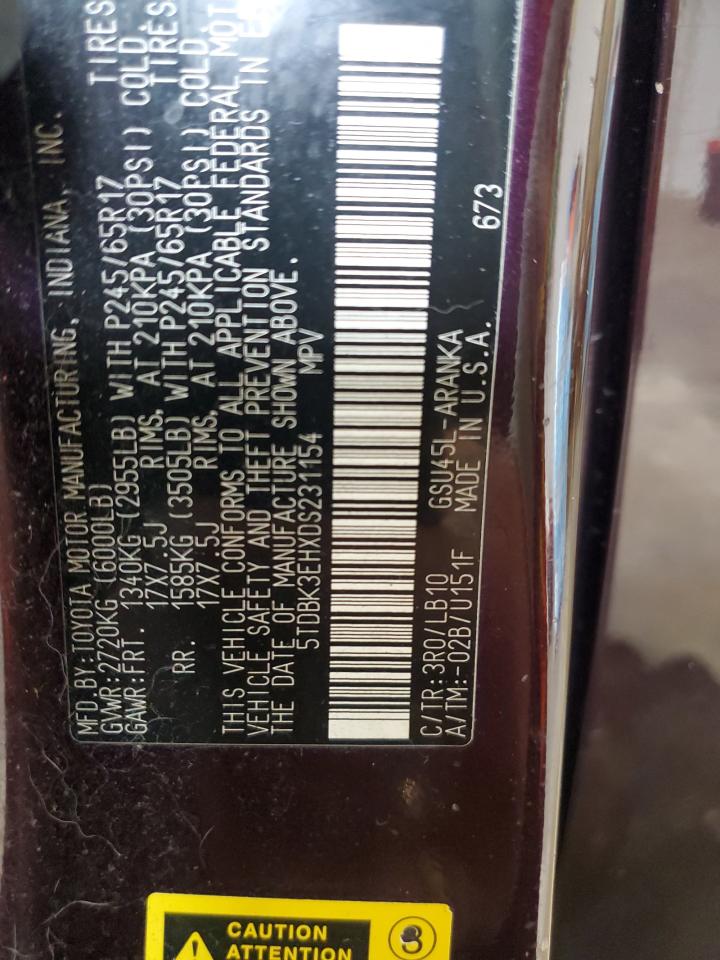 MFD.BY:TOYOTA MOTOR MANUFACTURING, INDIANA, INC.
GVWR:2720KG (6000LB)
GAWR:FRT. 1340KG (2955LB) WITH P245/65R17 TIRES
17X7.5J RIMS, AT 210KPA (30PSI) COLD
RR. 1585KG (3505LB) WITH P245/65R17 TIRES
17X7.5J RIMS, AT 210KPA (30PSI) COLD
THIS VEHICLE CONFORMS TO ALL APPLICABLE FEDERAL
VEHICLE SAFETY AND THEFT PREVENTION STANDARDS IN
THE DATE OF MANUFACTURE SHOWN ABOVE.
5TDBK3EHXDS231154 MPV
C/TR:3R0/LB10 GSU45L-ARANKA 673
A/TM:-02B/U151F MADE IN U.S.A.
CAUTION
ATTENTION
3